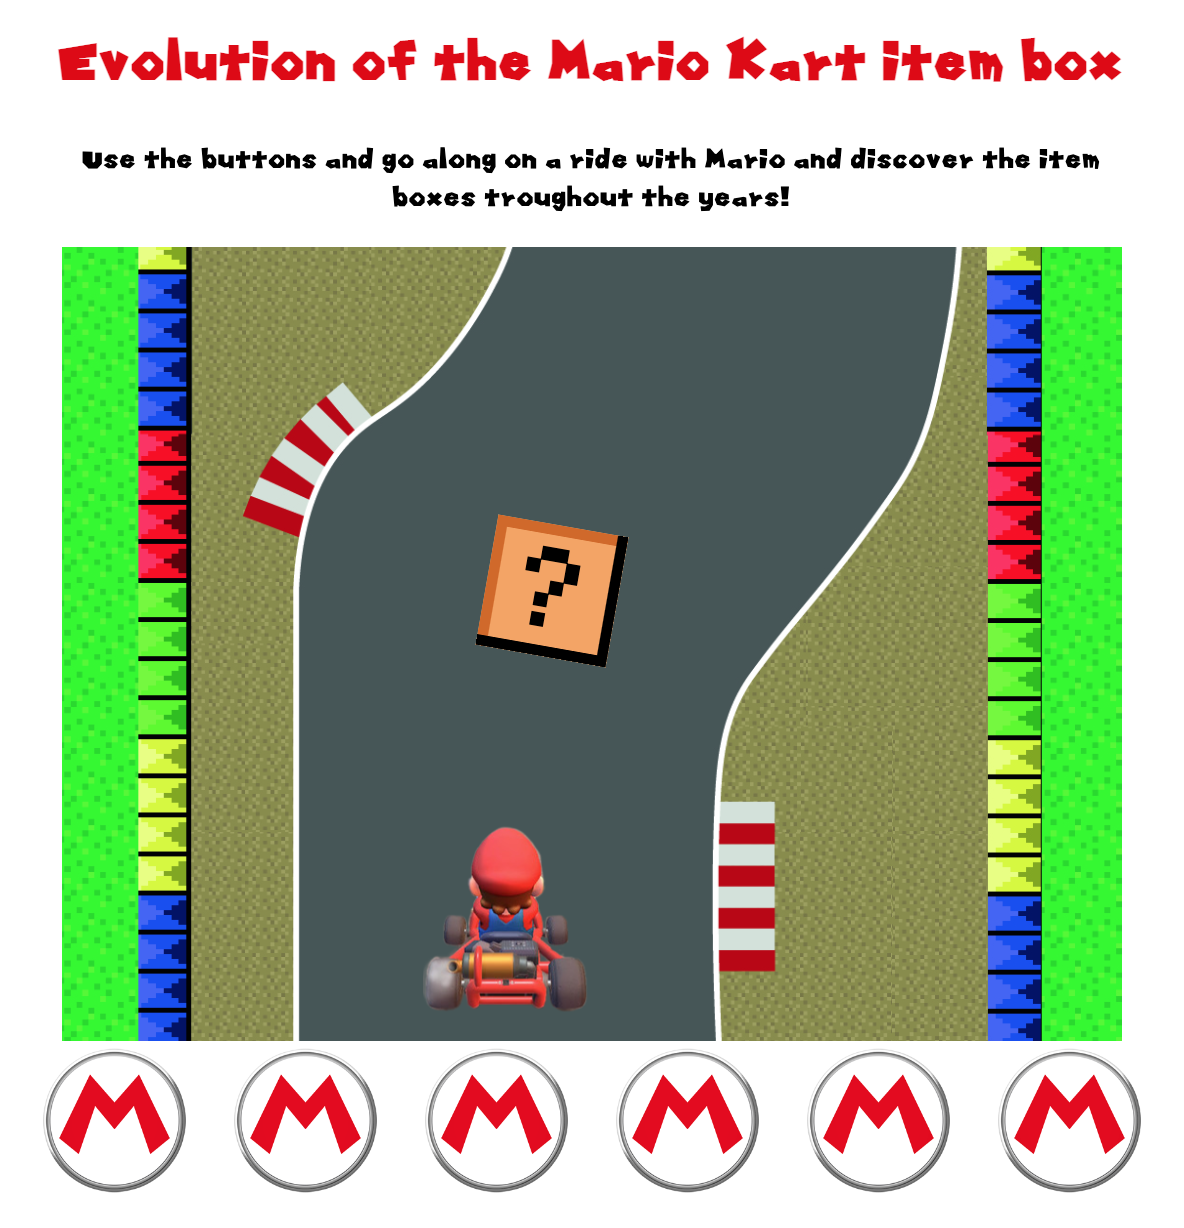 Evolution of the Mario Kart item box
Use the buttons and go along on a ride with Mario and discover the item
boxes troughout the years!
?
M M M M M M